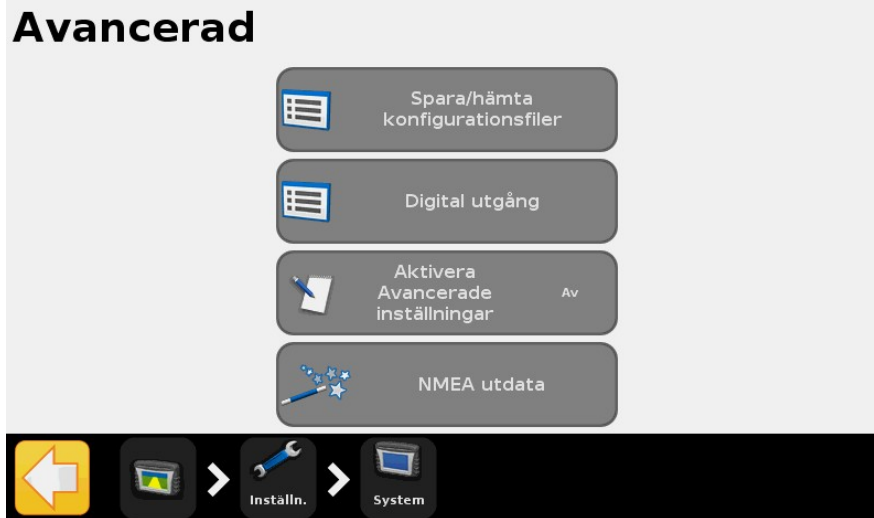 Avancerad
Spara/hämta
konfigurationsfiler
Digital utgång
Aktivera
Avancerade
inställningar
Av
NMEA utdata
Inställn.
System